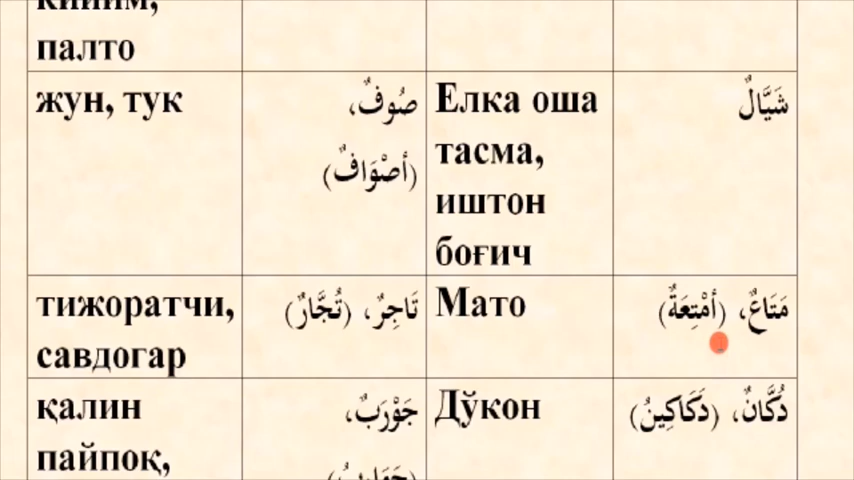 палто
жун, тук
صُوفٌ،
(أَصْوَافٌ)
Елка оша
тасма,
иштон
боғич
شَيَّالٌ
тижоратчи,
савдогар
تَاجِرٌ، (تُجَّارٌ)
Мато
مَتَاعٌ، (أَمْتِعَةٌ)
қалин
пайпоқ,
جَوْرَبٌ،
Дўкон
دُكَّانٌ، (دَكَاكِينُ)